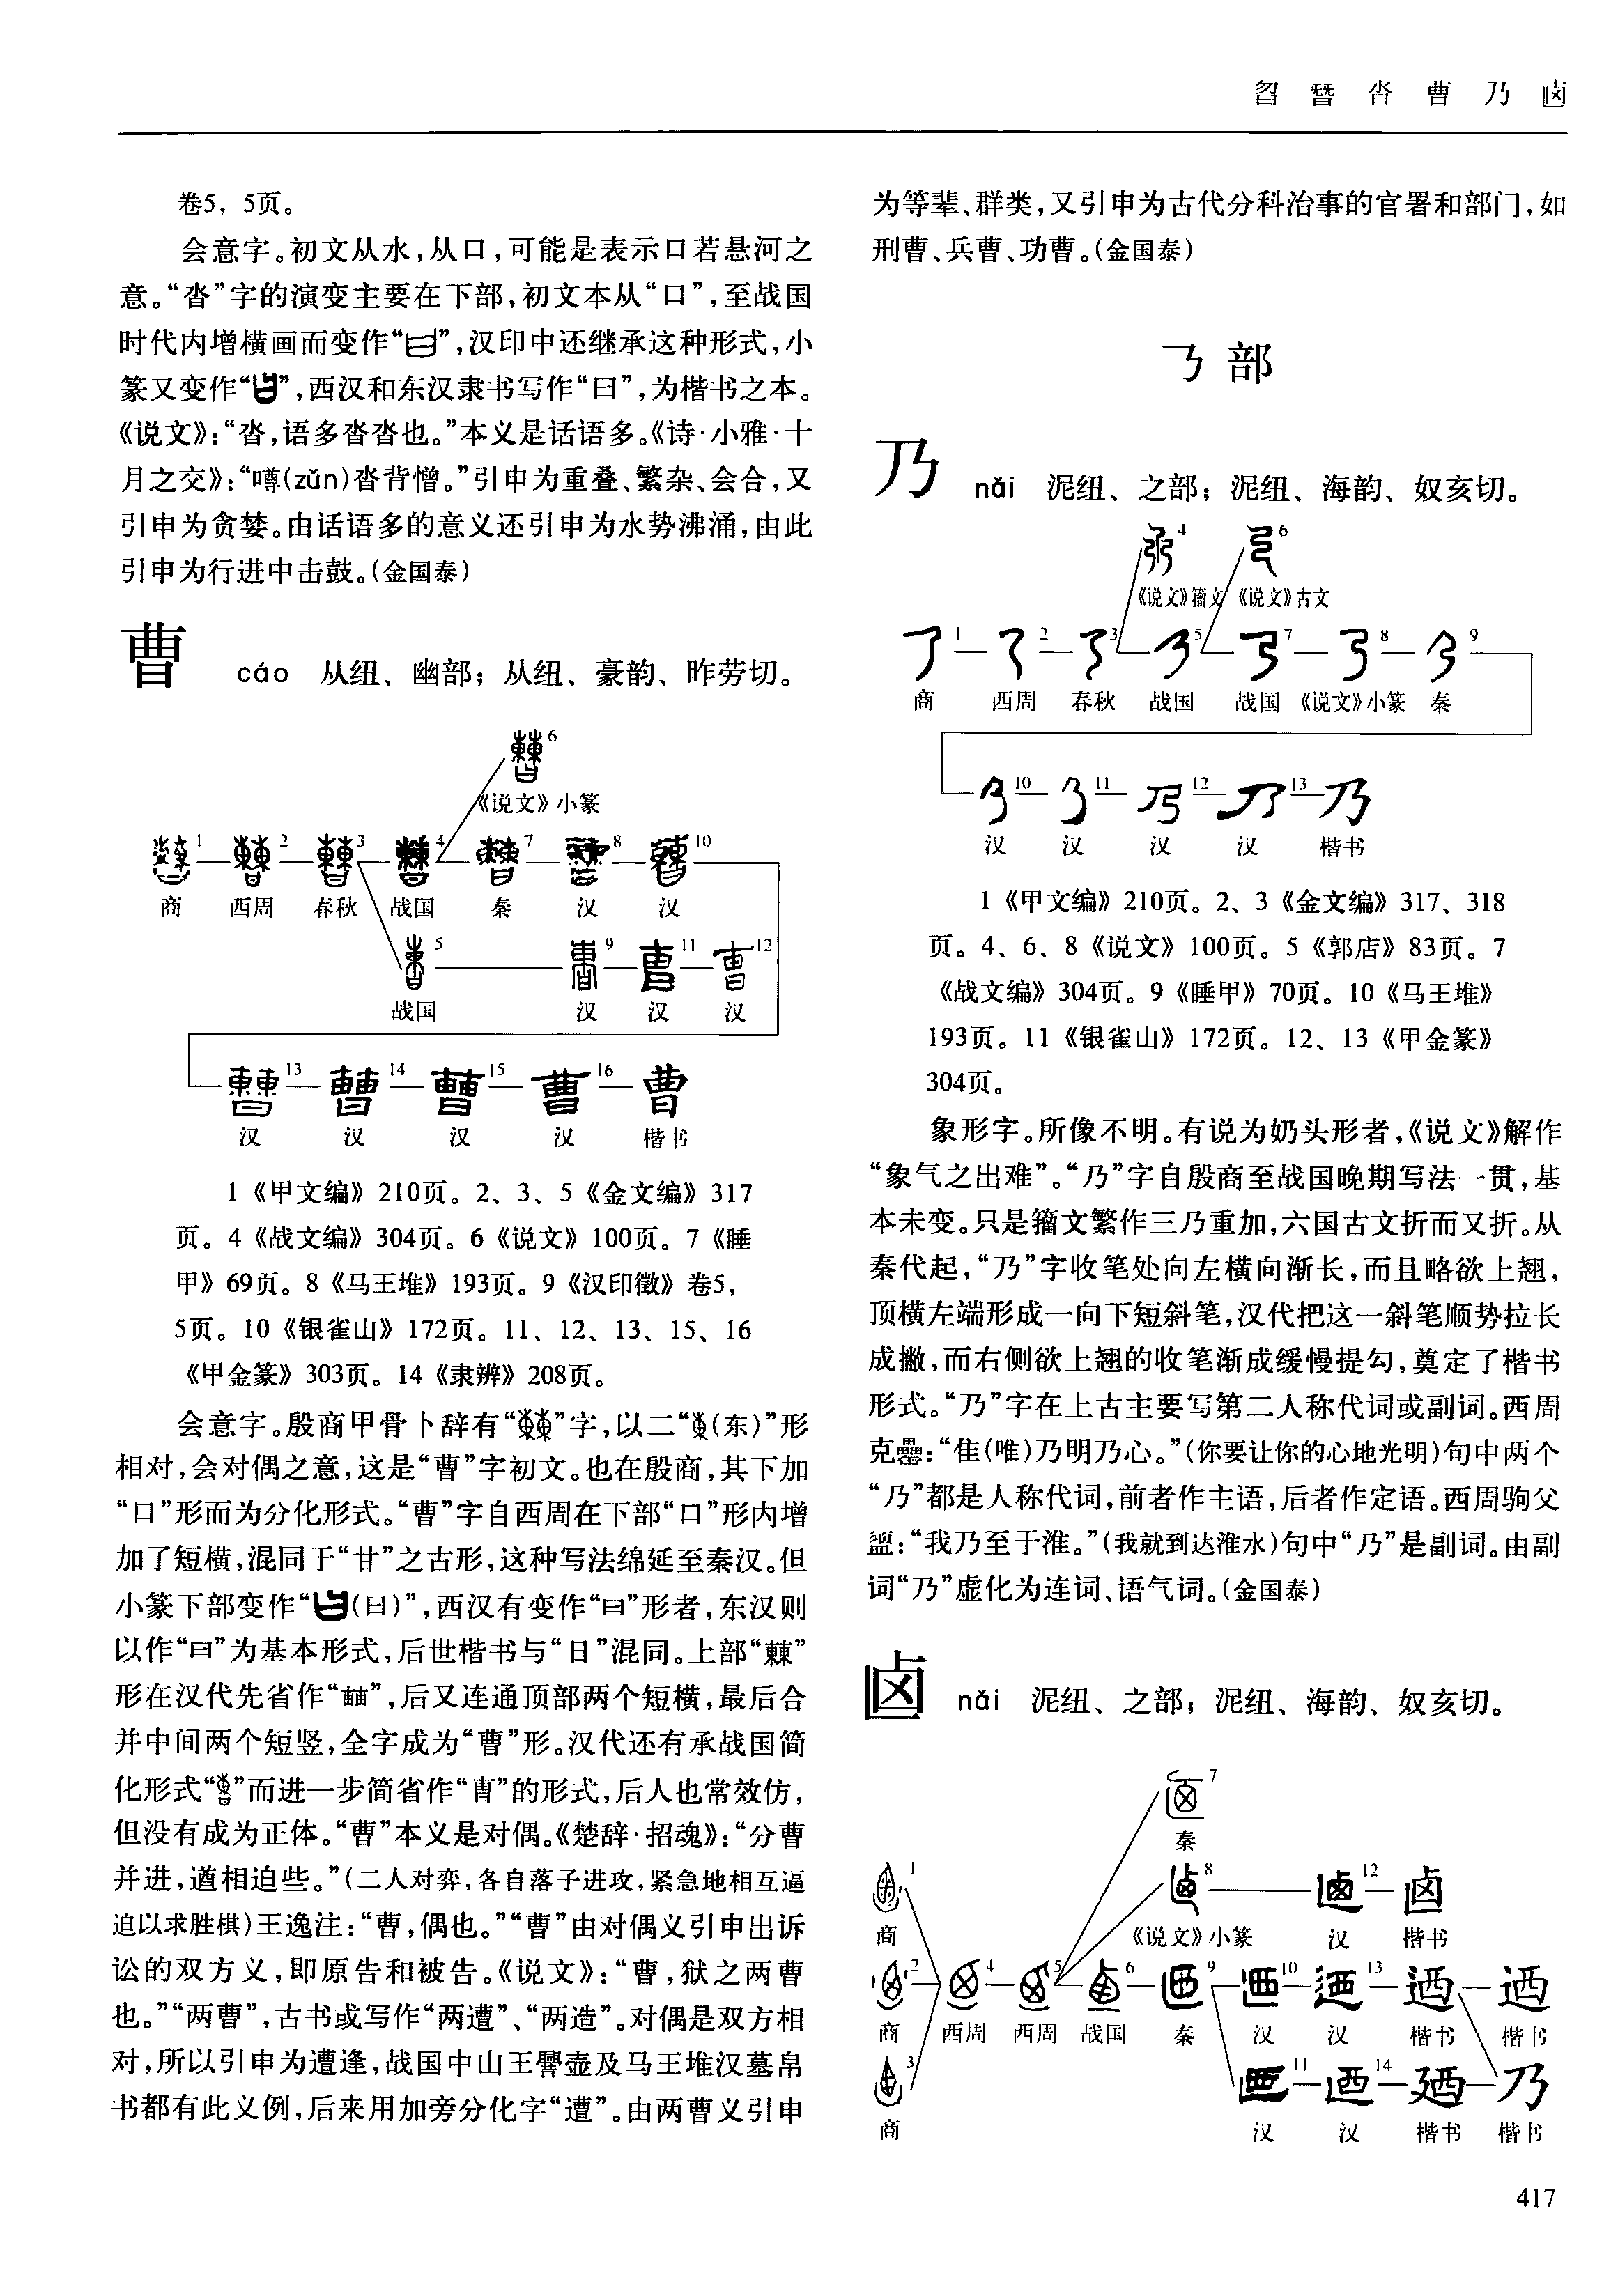 曶 朁 沓 曹 乃 卥
卷5，5页。
会意字。初文从水，从口，可能是表示口若悬河之
意。“沓”字的演变主要在下部，初文本从“口”，至战国
时代内增横画而变作“”，汉印中还继承这种形式，小
篆又变作“”，西汉和东汉隶书写作“曰”，为楷书之本。
《说文》：“沓，语多沓沓也。”本义是话语多。《诗·小雅·十
月之交》：“噂(zǔn)沓背憎。”引申为重叠、繁杂、会合，又
引申为贪婪。由话语多的意义还引申为水势沸涌，由此
引申为行进中击鼓。（金国泰）
曹 cáo 从纽、幽部；从纽、豪韵、昨劳切。
6
《说文》小篆
1 2 3 4 7 8 10
商 西周 春秋 战国 秦 汉 汉
5 9 11 12
战国 汉 汉 汉
13 14 15 16 曹
汉 汉 汉 汉 楷书
1《甲文编》210页。2、3、5《金文编》317
页。4《战文编》304页。6《说文》100页。7《睡
甲》69页。8《马王堆》193页。9《汉印徵》卷5，
5页。10《银雀山》172页。11、12、13、15、16
《甲金篆》303页。14《隶辨》208页。
会意字。殷商甲骨卜辞有“”字，以二“(东)”形
相对，会对偶之意，这是“曹”字初文。也在殷商，其下加
“口”形而为分化形式。“曹”字自西周在下部“口”形内增
加了短横，混同于“甘”之古形，这种写法绵延至秦汉。但
小篆下部变作“(曰)”，西汉有变作“曰”形者，东汉则
以作“曰”为基本形式，后世楷书与“日”混同。上部“㯥”
形在汉代先省作“”，后又连通顶部两个短横，最后合
并中间两个短竖，全字成为“曹”形。汉代还有承战国简
化形式“”而进一步简省作“”的形式，后人也常效仿，
但没有成为正体。“曹”本义是对偶。《楚辞·招魂》：“分曹
并进，遒相迫些。”（二人对弈，各自落子进攻，紧急地相互逼
迫以求胜棋）王逸注：“曹，偶也。”“曹”由对偶义引申出诉
讼的双方义，即原告和被告。《说文》：“曹，狱之两曹
也。”“两曹”，古书或写作“两遭”、“两造”。对偶是双方相
对，所以引申为遭逢，战国中山王壶及马王堆汉墓帛
书都有此义例，后来用加旁分化字“遭”。由两曹义引申
为等辈、群类，又引申为古代分科治事的官署和部门，如
刑曹、兵曹、功曹。（金国泰）
𠄎部
乃 nǎi 泥纽、之部；泥纽、海韵、奴亥切。
4 6
《说文》籀文 《说文》古文
1 2 3 5 7 8 9
商 西周 春秋 战国 战国 《说文》小篆 秦
10 11 12 13 乃
汉 汉 汉 汉 楷书
1《甲文编》210页。2、3《金文编》317、318
页。4、6、8《说文》100页。5《郭店》83页。7
《战文编》304页。9《睡甲》70页。10《马王堆》
193页。11《银雀山》172页。12、13《甲金篆》
304页。
象形字。所像不明。有说为奶头形者，《说文》解作
“象气之出难”。“乃”字自殷商至战国晚期写法一贯，基
本未变。只是籀文繁作三乃重加，六国古文折而又折。从
秦代起，“乃”字收笔处向左横向渐长，而且略欲上翘，
顶横左端形成一向下短斜笔，汉代把这一斜笔顺势拉长
成撇，而右侧欲上翘的收笔渐成缓慢提勾，奠定了楷书
形式。“乃”字在上古主要写第二人称代词或副词。西周
克罍：“隹(唯)乃明乃心。”（你要让你的心地光明）句中两个
“乃”都是人称代词，前者作主语，后者作定语。西周驹父
盨：“我乃至于淮。”（我就到达淮水）句中“乃”是副词。由副
词“乃”虚化为连词、语气词。（金国泰）
卥 nǎi 泥纽、之部；泥纽、海韵、奴亥切。
7
秦
1 8 12 卥
商 《说文》小篆 汉 楷书
2 4 5 6 9 10 13 迺 迺
商 西周 西周 战国 秦 汉 汉 楷书 楷书
3 11 14 廼 乃
商 汉 汉 楷书 楷书
417